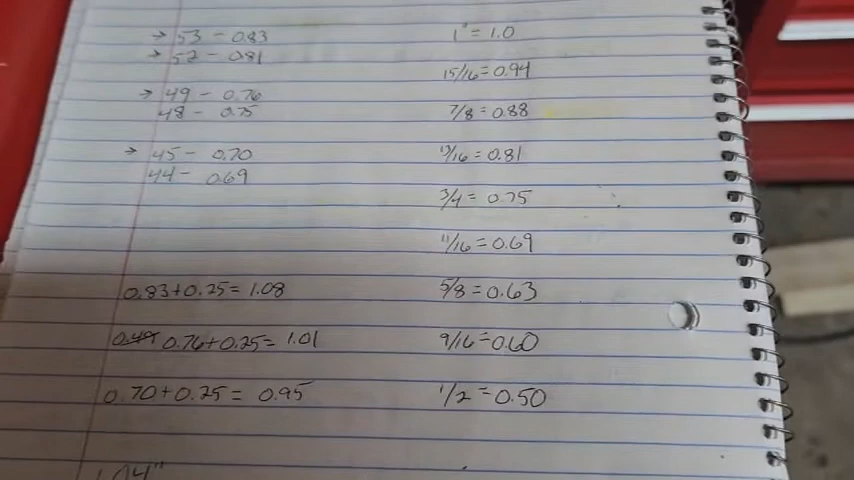 → 53 - 0.83
→ 52 - 0.81
→ 49 - 0.76
48 - 0.75
→ 45 - 0.70
44 - 0.69
0.83+0.25= 1.08
0.76+0.25= 1.01
0.70+0.25= 0.95
1.04"
1" = 1.0
15/16 = 0.94
7/8 = 0.88
13/16 = 0.81
3/4 = 0.75
11/16 = 0.69
5/8 = 0.63
9/16 = 0.60
1/2 = 0.50